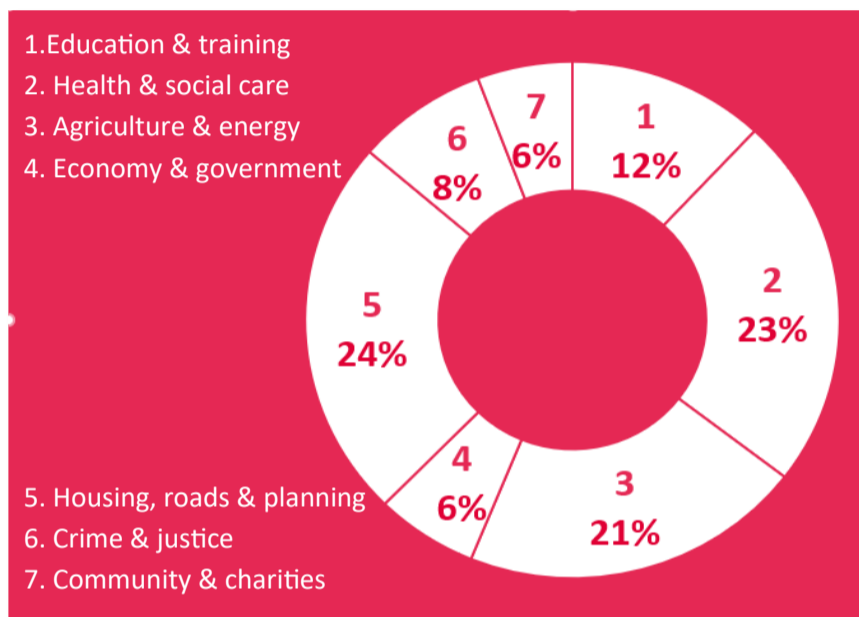 1.Education & training
2. Health & social care
3. Agriculture & energy
4. Economy & government
5. Housing, roads & planning
6. Crime & justice
7. Community & charities
1
12%
2
23%
3
21%
4
6%
5
24%
6
8%
7
6%